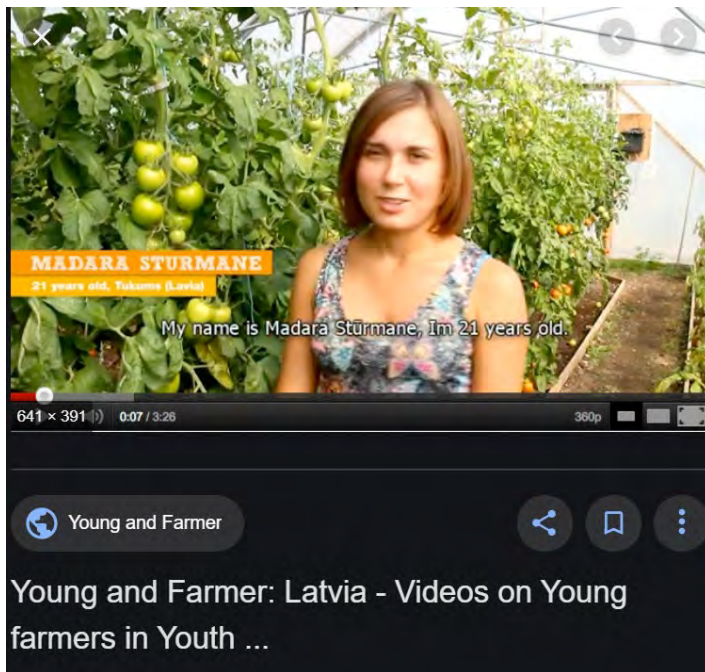 MADARA STURMANE
21 years old, Tukums (Lavia)
My name is Madara Stūrmane, Im 21 years old.
641 × 391
0:07 / 3:26
360p
Young and Farmer
Young and Farmer: Latvia - Videos on Young
farmers in Youth ...